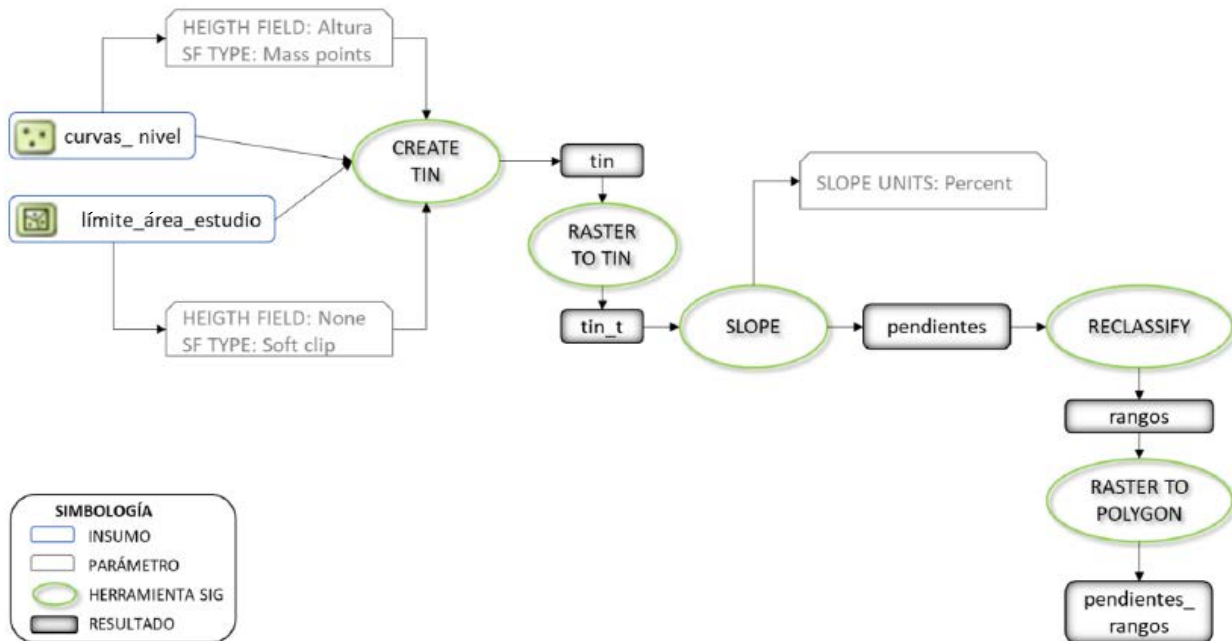 HEIGTH FIELD: Altura
SF TYPE: Mass points
curvas_ nivel
CREATE
TIN
límite_área_estudio
HEIGTH FIELD: None
SF TYPE: Soft clip
tin
RASTER
TO TIN
tin_t
SLOPE UNITS: Percent
SLOPE
pendientes
RECLASSIFY
rangos
RASTER TO
POLYGON
pendientes_
rangos
SIMBOLOGÍA
INSUMO
PARÁMETRO
HERRAMIENTA SIG
RESULTADO